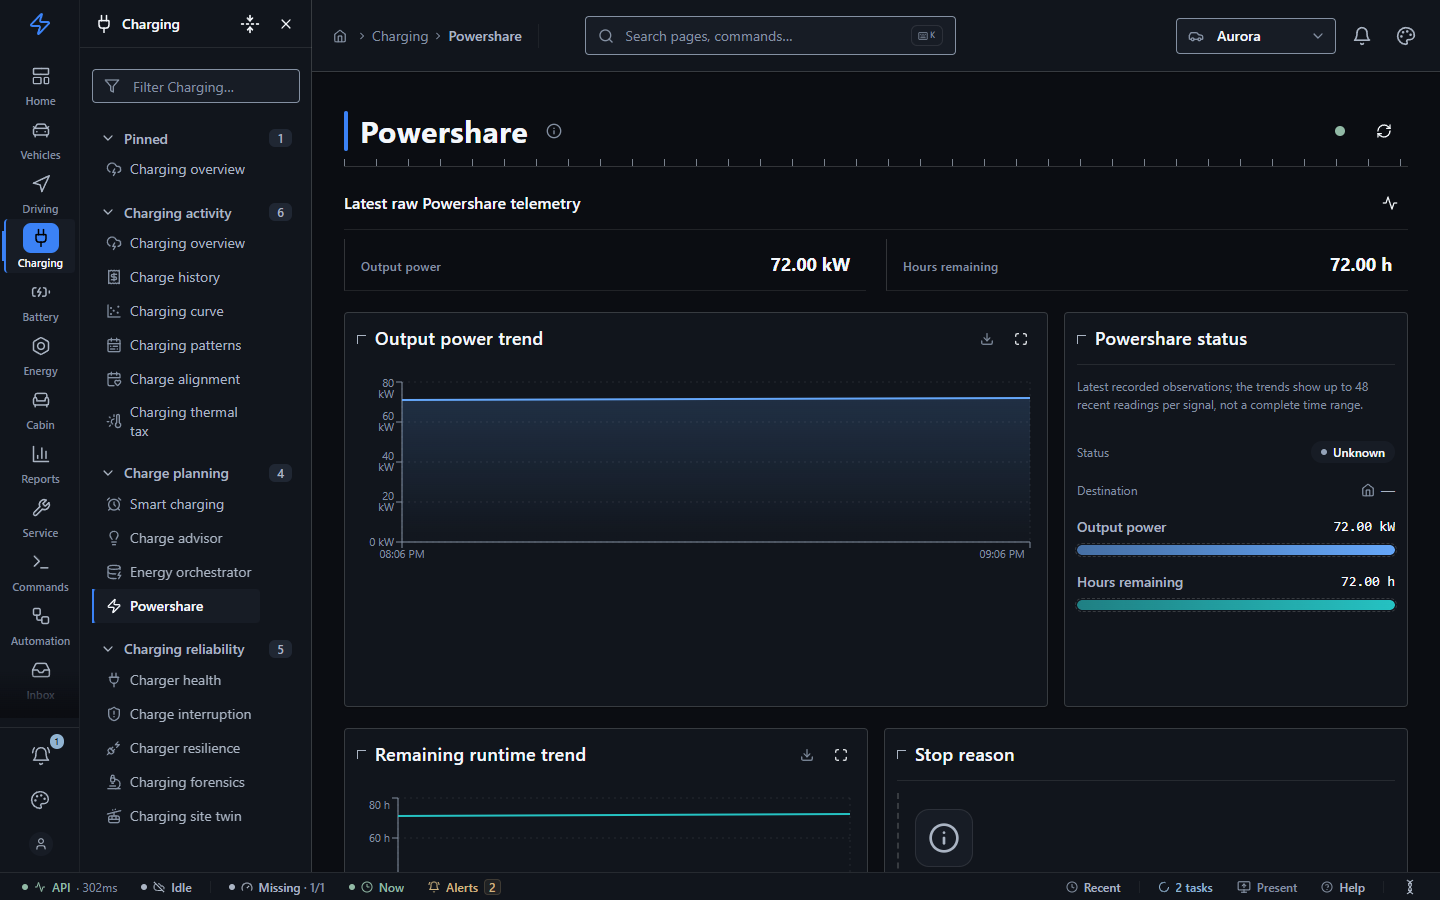 Charging
Home
Vehicles
Driving
Charging
Battery
Energy
Cabin
Reports
Service
Commands
Automation
Inbox
1
Filter Charging...
Pinned 1
Charging overview
Charging activity 6
Charging overview
Charge history
Charging curve
Charging patterns
Charge alignment
Charging thermal
tax
Charge planning 4
Smart charging
Charge advisor
Energy orchestrator
Powershare
Charging reliability 5
Charger health
Charge interruption
Charger resilience
Charging forensics
Charging site twin
Charging > Powershare
Search pages, commands... K
Aurora
Powershare
Latest raw Powershare telemetry
Output power 72.00 kW
Hours remaining 72.00 h
Output power trend
80
kW
60
kW
40
kW
20
kW
0 kW
08:06 PM 09:06 PM
Powershare status
Latest recorded observations; the trends show up to 48
recent readings per signal, not a complete time range.
Status Unknown
Destination —
Output power 72.00 kW
Hours remaining 72.00 h
Remaining runtime trend
80 h
60 h
Stop reason
API · 302ms Idle Missing · 1/1 Now Alerts 2 Recent 2 tasks Present Help